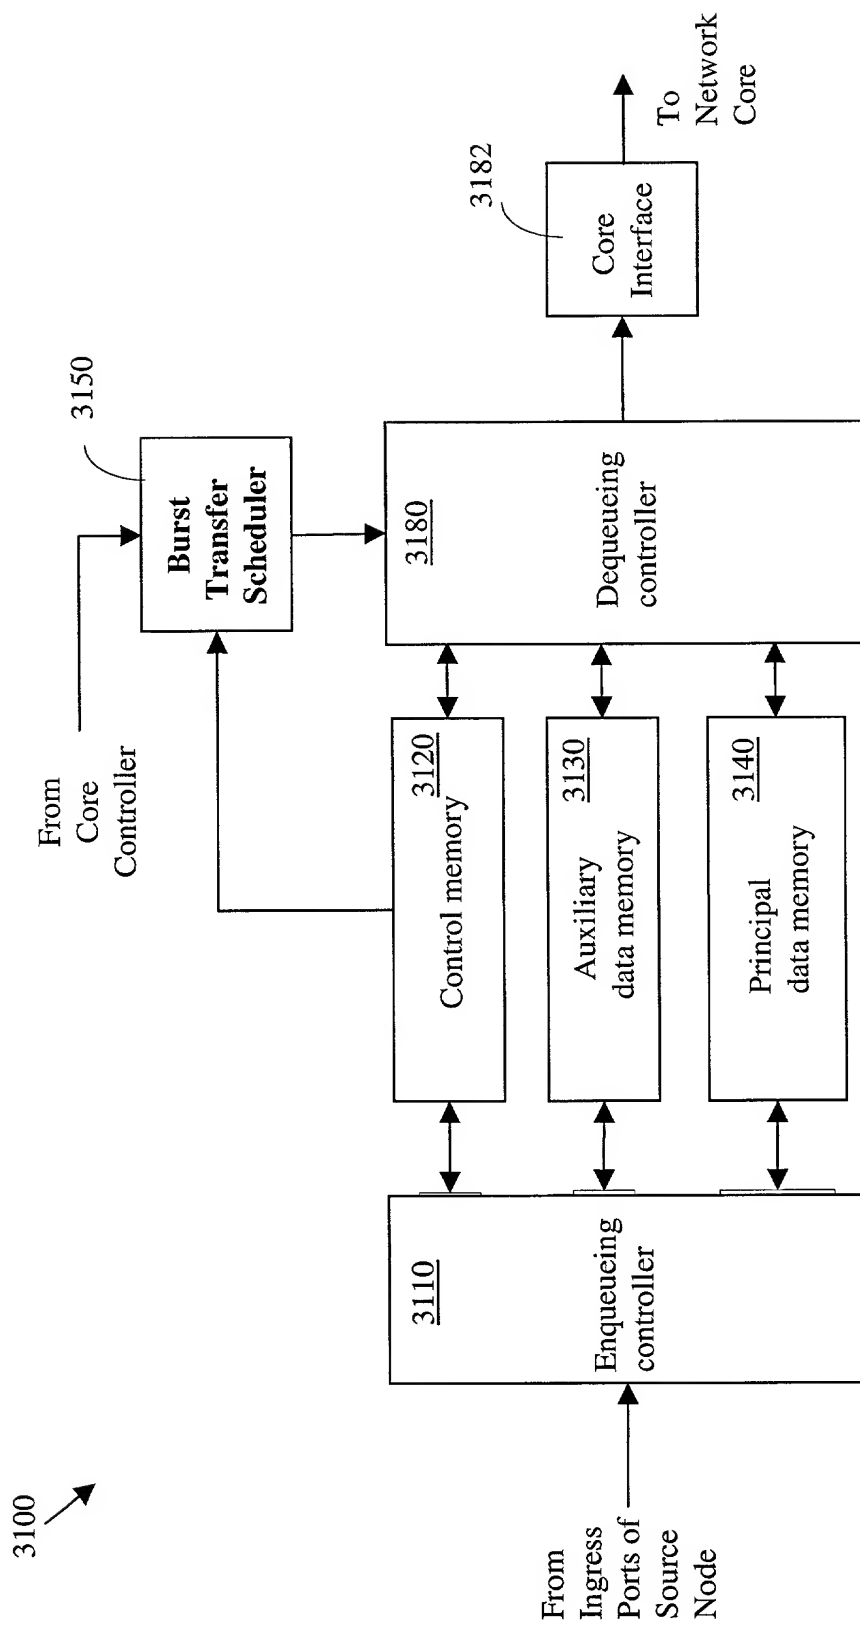 3100
From
Ingress
Ports of
Source
Node
3110
Enqueueing
controller
3120
Control memory
3130
Auxiliary
data memory
3140
Principal
data memory
From
Core
Controller
3150
Burst
Transfer
Scheduler
3180
Dequeueing
controller
3182
Core
Interface
To
Network
Core